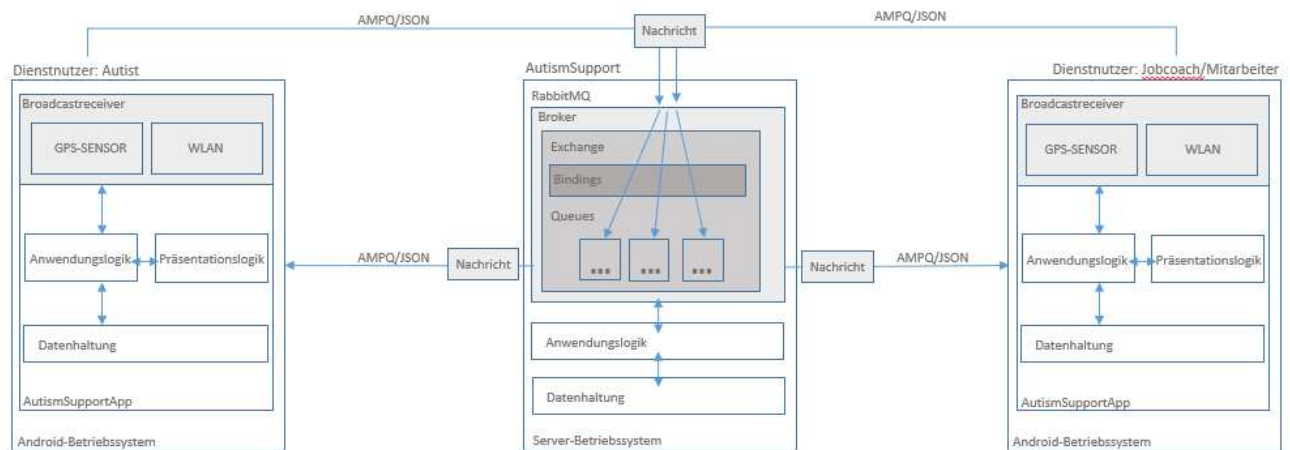 AMPQ/JSON
Nachricht
AMPQ/JSON
Dienstnutzer: Autist
Broadcastreceiver
GPS-SENSOR
WLAN
Anwendungslogik
Präsentationslogik
Datenhaltung
AutismSupportApp
Android-Betriebssystem
AMPQ/JSON
Nachricht
AutismSupport
RabbitMQ
Broker
Exchange
Bindings
Queues
...
...
...
Anwendungslogik
Datenhaltung
Server-Betriebssystem
Nachricht
AMPQ/JSON
Dienstnutzer: Jobcoach/Mitarbeiter
Broadcastreceiver
GPS-SENSOR
WLAN
Anwendungslogik
Präsentationslogik
Datenhaltung
AutismSupportApp
Android-Betriebssystem